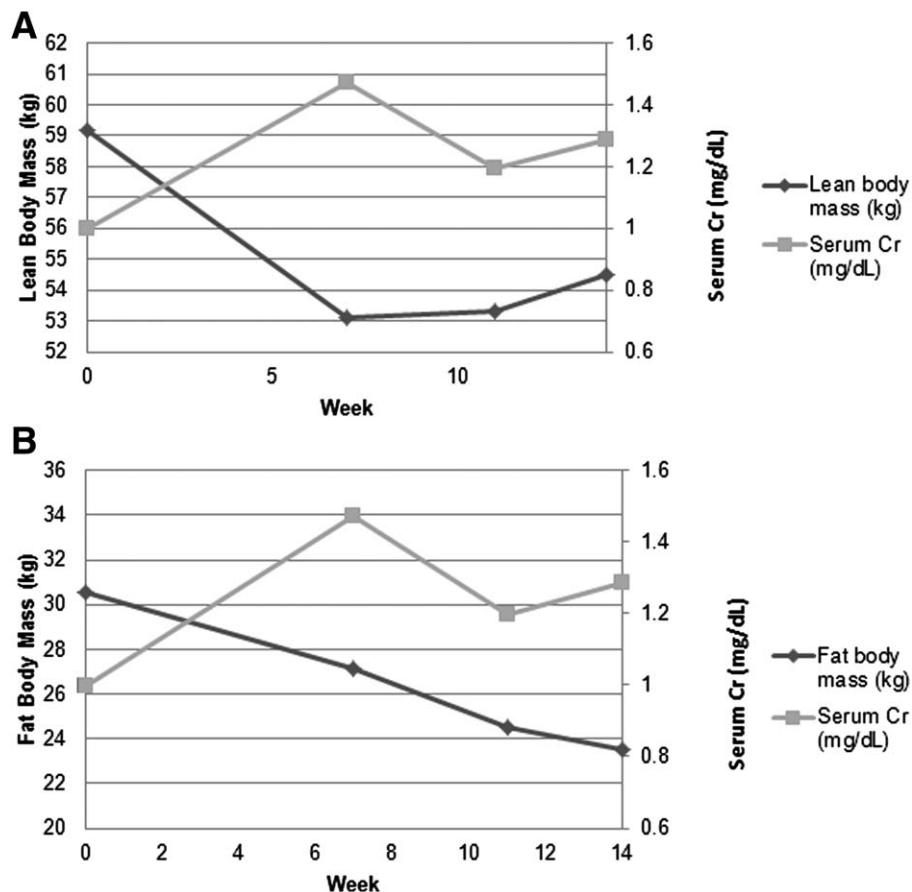 A
62
61
60
59
58
57
56
55
54
53
52
Lean Body Mass (kg)
1.6
1.4
1.2
1
0.8
0.6
Serum Cr (mg/dL)
0 5 10
Week
Lean body
mass (kg)
Serum Cr
(mg/dL)
B
36
34
32
30
28
26
24
22
20
Fat Body Mass (kg)
1.6
1.4
1.2
1
0.8
0.6
Serum Cr (mg/dL)
0 2 4 6 8 10 12 14
Week
Fat body
mass (kg)
Serum Cr
(mg/dL)